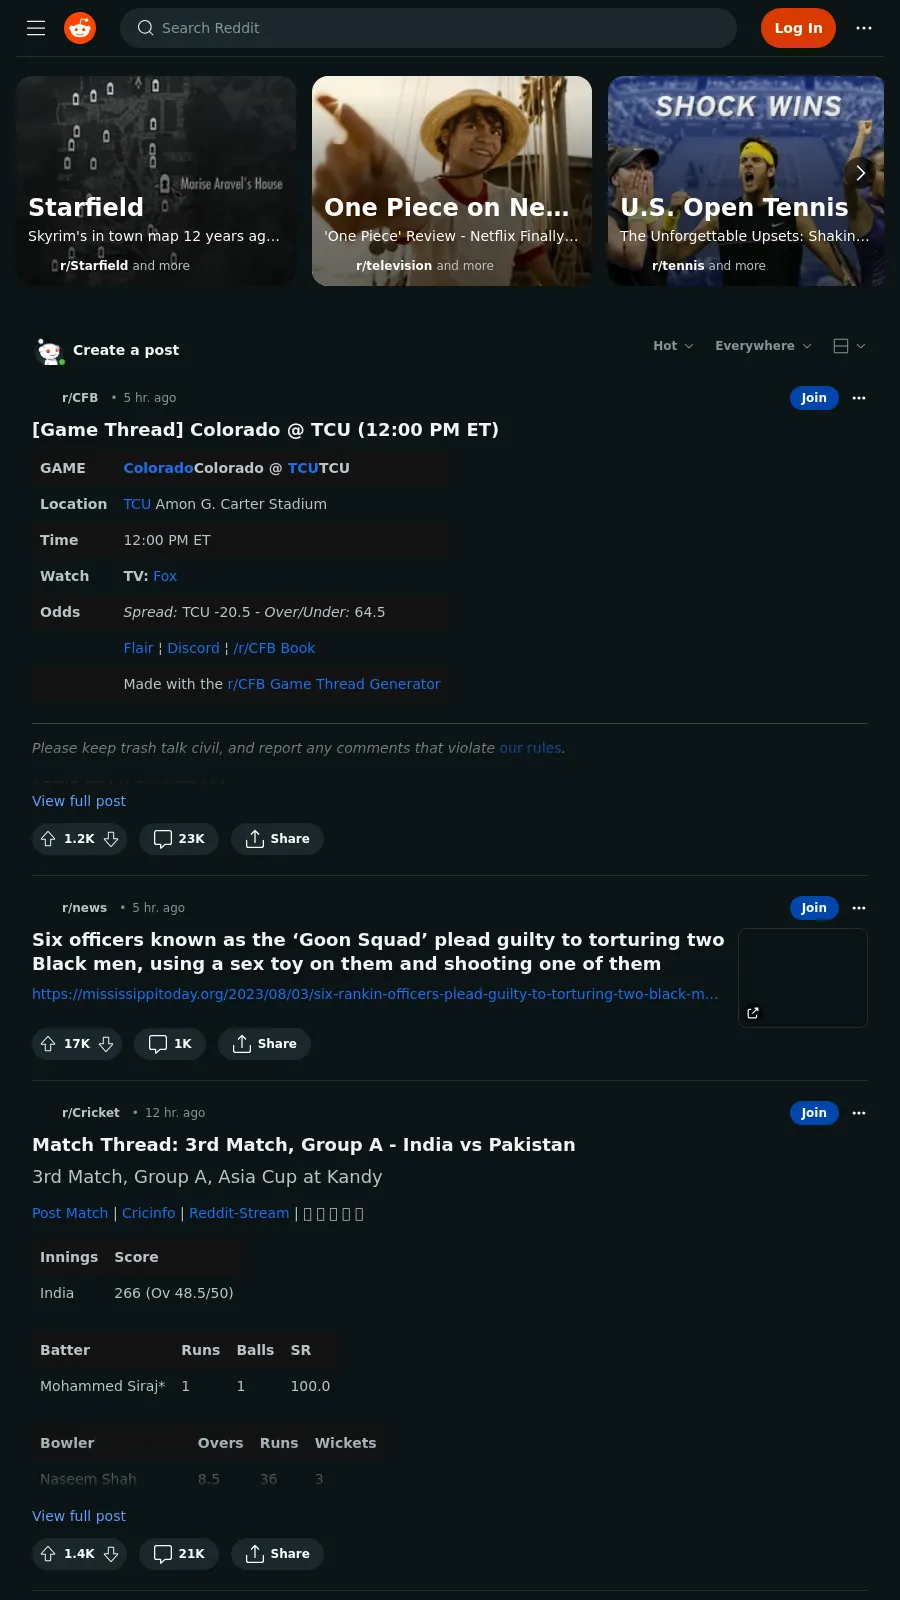 Search Reddit
Log In
Marise Aravel's House
Starfield
Skyrim's in town map 12 years ag...
r/Starfield and more
One Piece on Ne...
'One Piece' Review - Netflix Finally...
r/television and more
SHOCK WINS
U.S. Open Tennis
The Unforgettable Upsets: Shakin...
r/tennis and more
Create a post
Hot
Everywhere
r/CFB • 5 hr. ago
Join
[Game Thread] Colorado @ TCU (12:00 PM ET)
GAME ColoradoColorado @ TCUTCU
Location TCU Amon G. Carter Stadium
Time 12:00 PM ET
Watch TV: Fox
Odds Spread: TCU -20.5 - Over/Under: 64.5
Flair ¦ Discord ¦ /r/CFB Book
Made with the r/CFB Game Thread Generator
Please keep trash talk civil, and report any comments that violate our rules.
View full post
1.2K 23K Share
r/news • 5 hr. ago
Join
Six officers known as the ‘Goon Squad’ plead guilty to torturing two
Black men, using a sex toy on them and shooting one of them
https://mississippitoday.org/2023/08/03/six-rankin-officers-plead-guilty-to-torturing-two-black-m...
17K 1K Share
r/Cricket • 12 hr. ago
Join
Match Thread: 3rd Match, Group A - India vs Pakistan
3rd Match, Group A, Asia Cup at Kandy
Post Match | Cricinfo | Reddit-Stream |
Innings Score
India 266 (Ov 48.5/50)
Batter Runs Balls SR
Mohammed Siraj* 1 1 100.0
Bowler Overs Runs Wickets
Naseem Shah 8.5 36 3
View full post
1.4K 21K Share